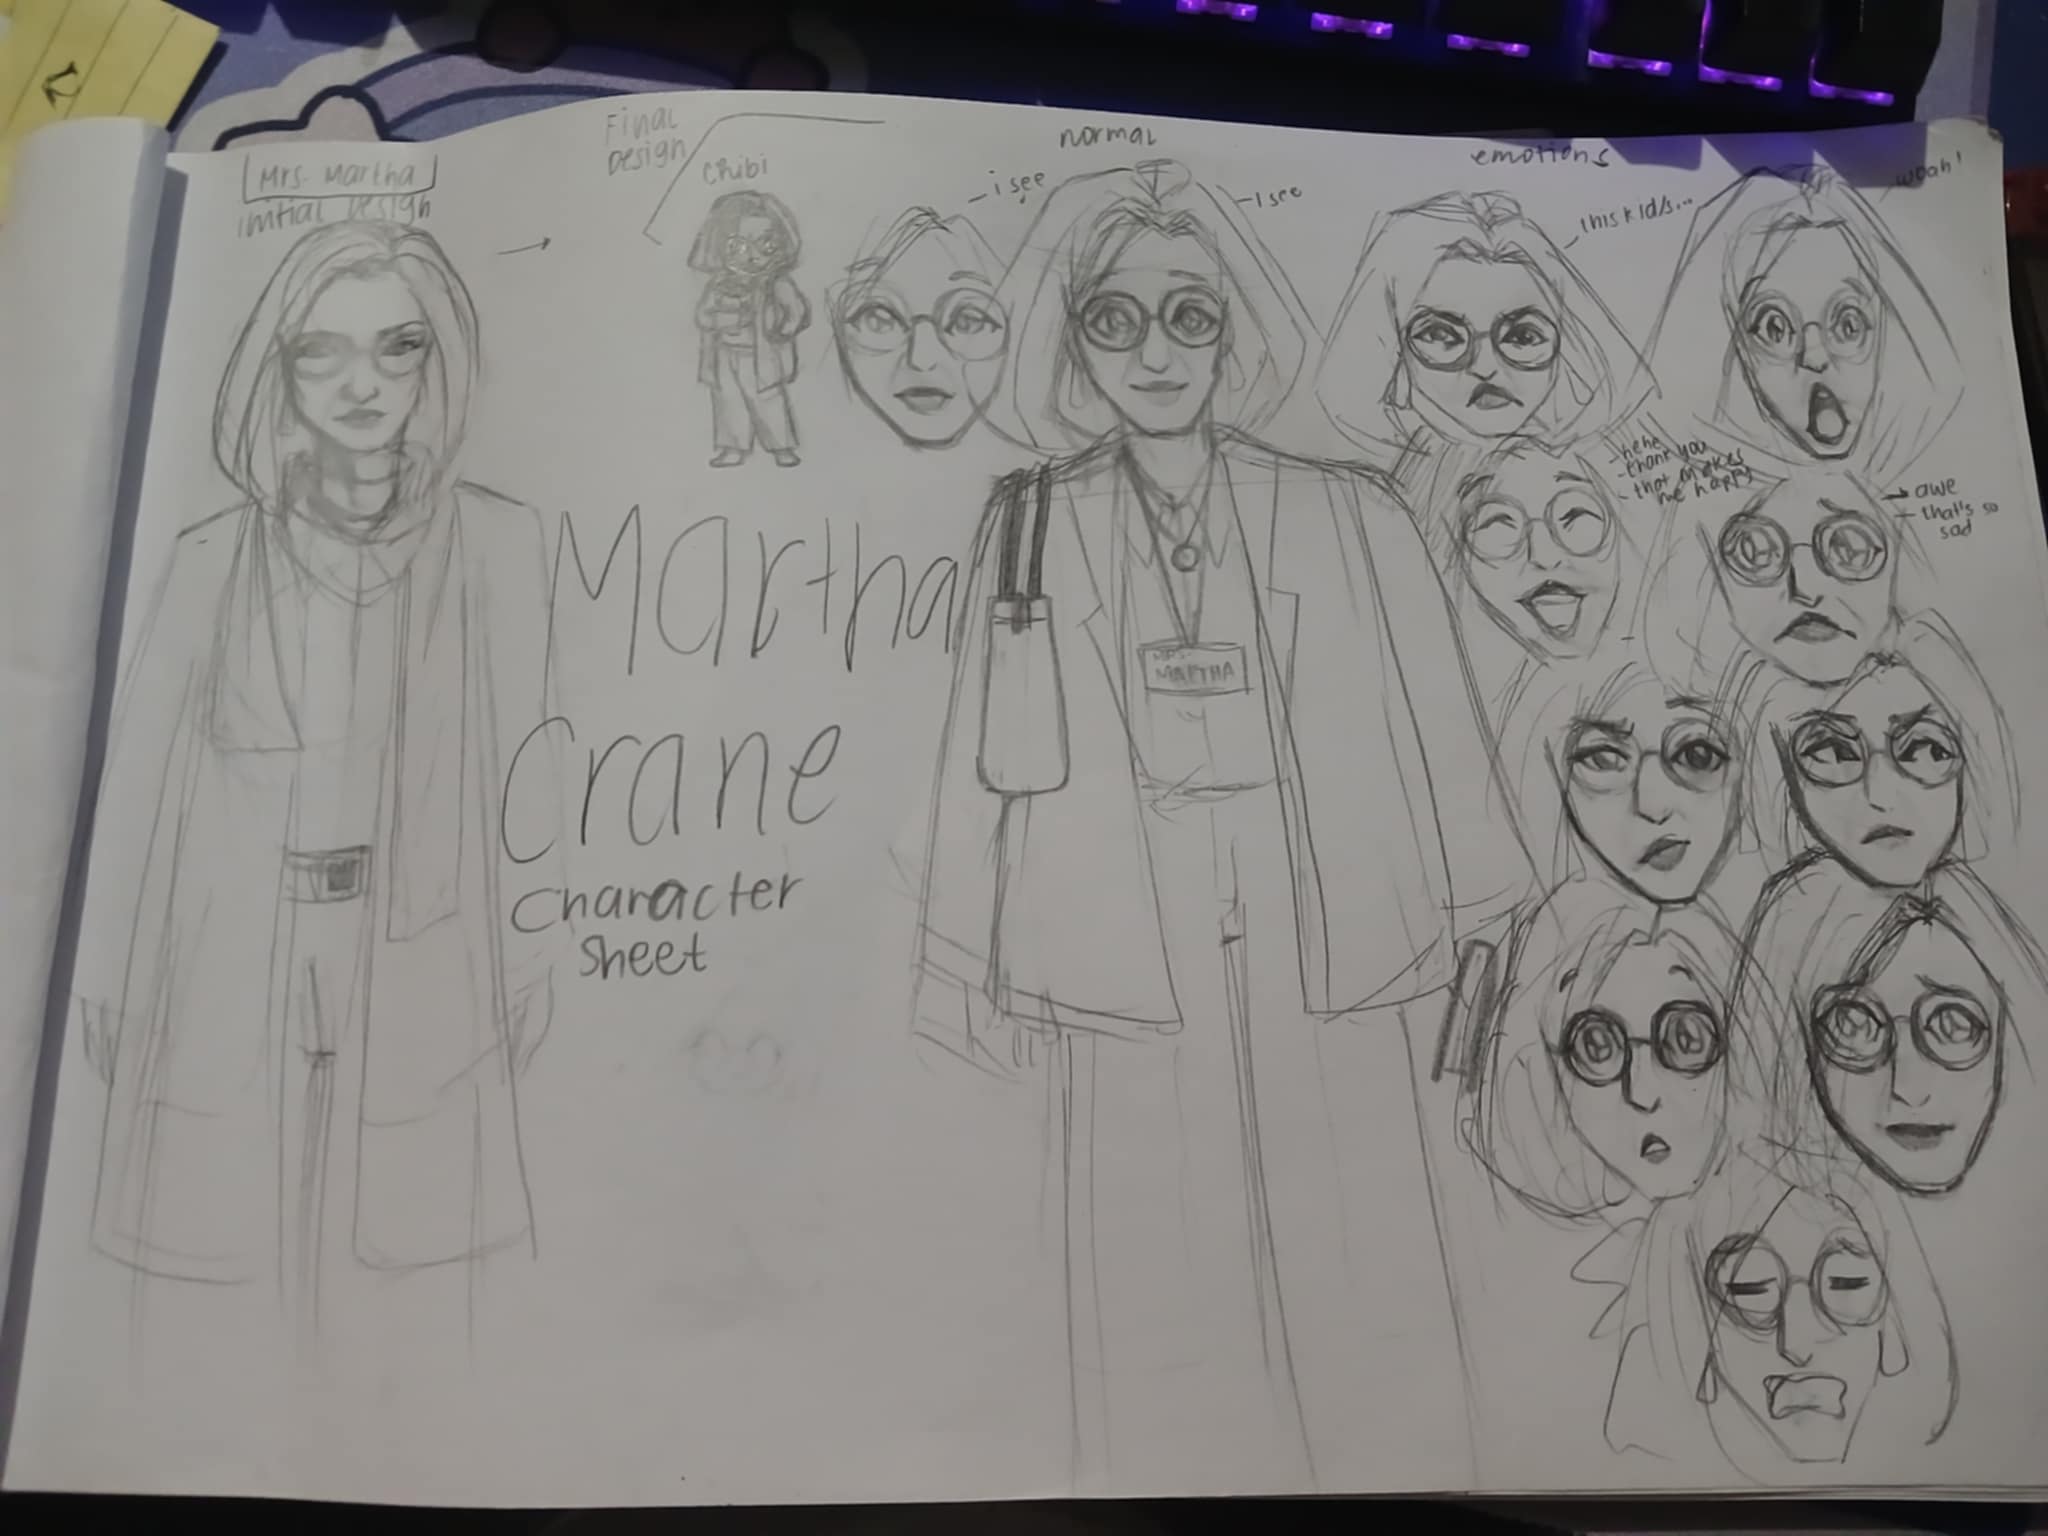 Mrs. Martha
initial Design
Final
Design
chibi
- i see
normal
- I see
emotions
this kid/s...
woah!
- hehe
- thank you
- that makes
me happy
awe
- that's so
sad
Martha
Crane
Character
Sheet
MRS.
MARTHA